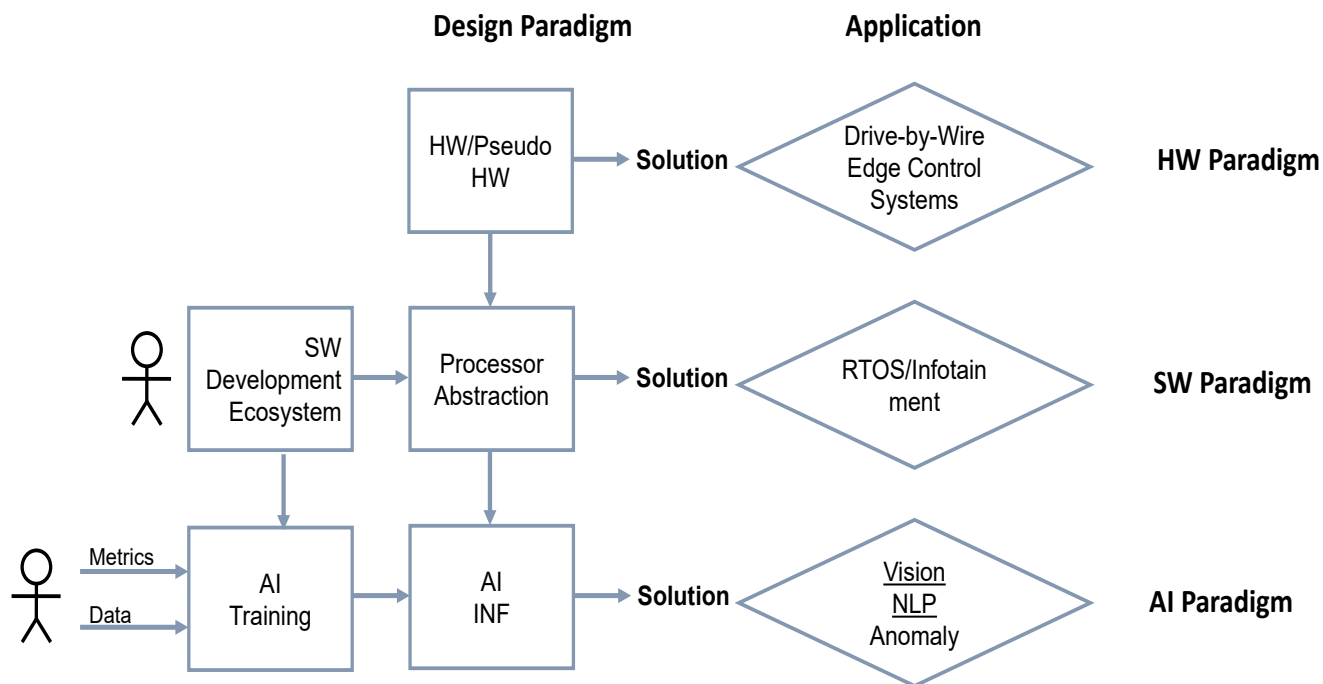 Design Paradigm
Application
HW/Pseudo
HW
Solution
Drive-by-Wire
Edge Control
Systems
HW Paradigm
SW
Development
Ecosystem
Processor
Abstraction
Solution
RTOS/Infotain
ment
SW Paradigm
Metrics
Data
AI
Training
AI
INF
Solution
Vision
NLP
Anomaly
AI Paradigm